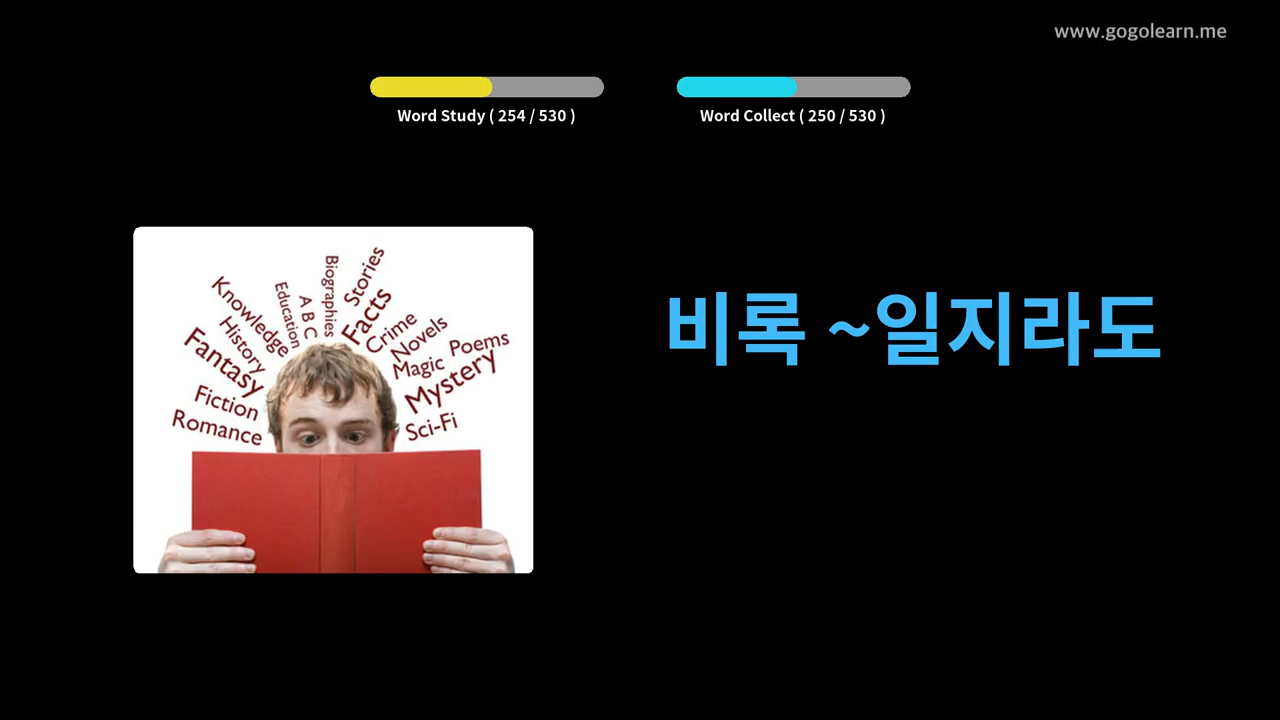 www.gogolearn.me
Word Study ( 254 / 530 )
Word Collect ( 250 / 530 )
Knowledge
History
Fantasy
Fiction
Romance
Education
A B C
Biographies
Stories
Facts
Crime
Novels
Magic
Poems
Mystery
Sci-Fi
비록 ~일지라도